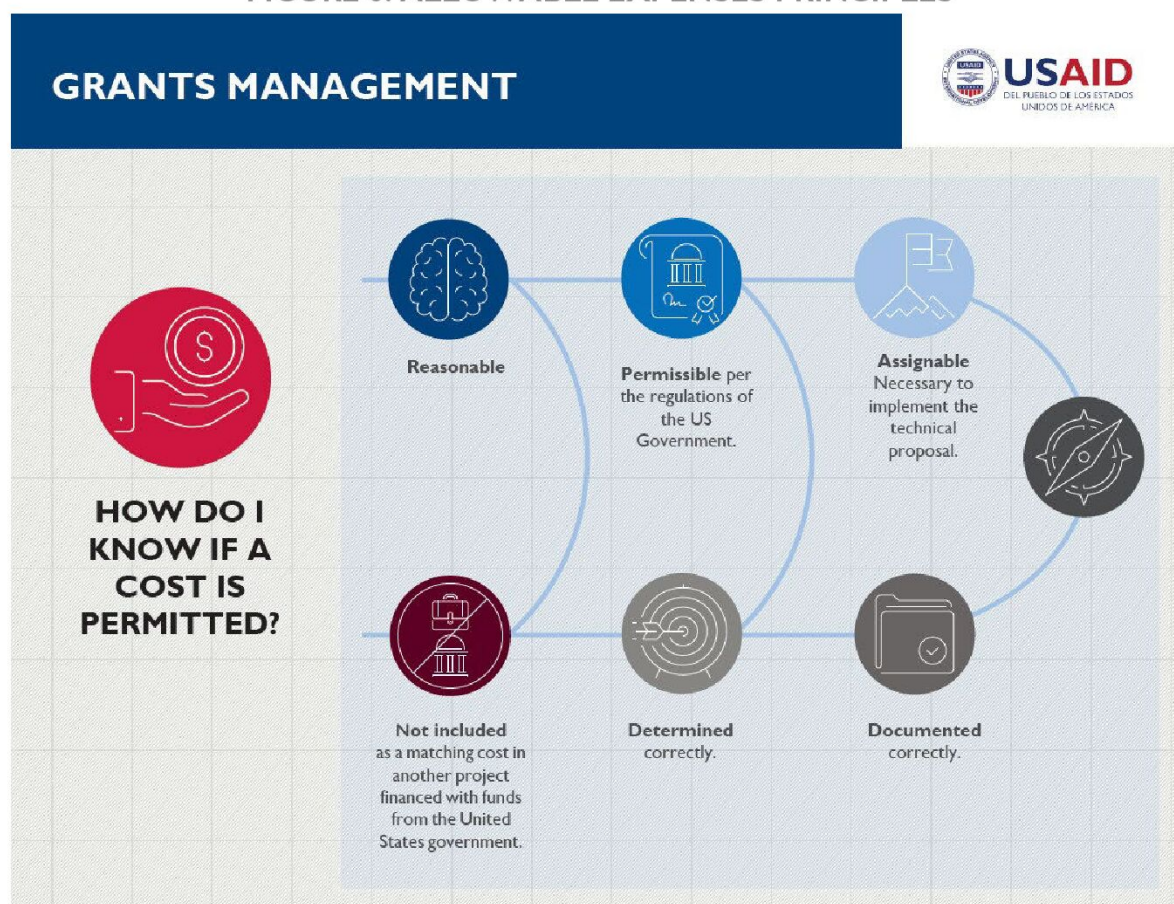 GRANTS MANAGEMENT
USAID
DEL PUEBLO DE LOS ESTADOS
UNIDOS DE AMERICA
HOW DO I
KNOW IF A
COST IS
PERMITTED?
Reasonable
Permissible per
the regulations of
the US
Government.
Assignable
Necessary to
implement the
technical
proposal.
Not included
as a matching cost in
another project
financed with funds
from the United
States government.
Determined
correctly.
Documented
correctly.